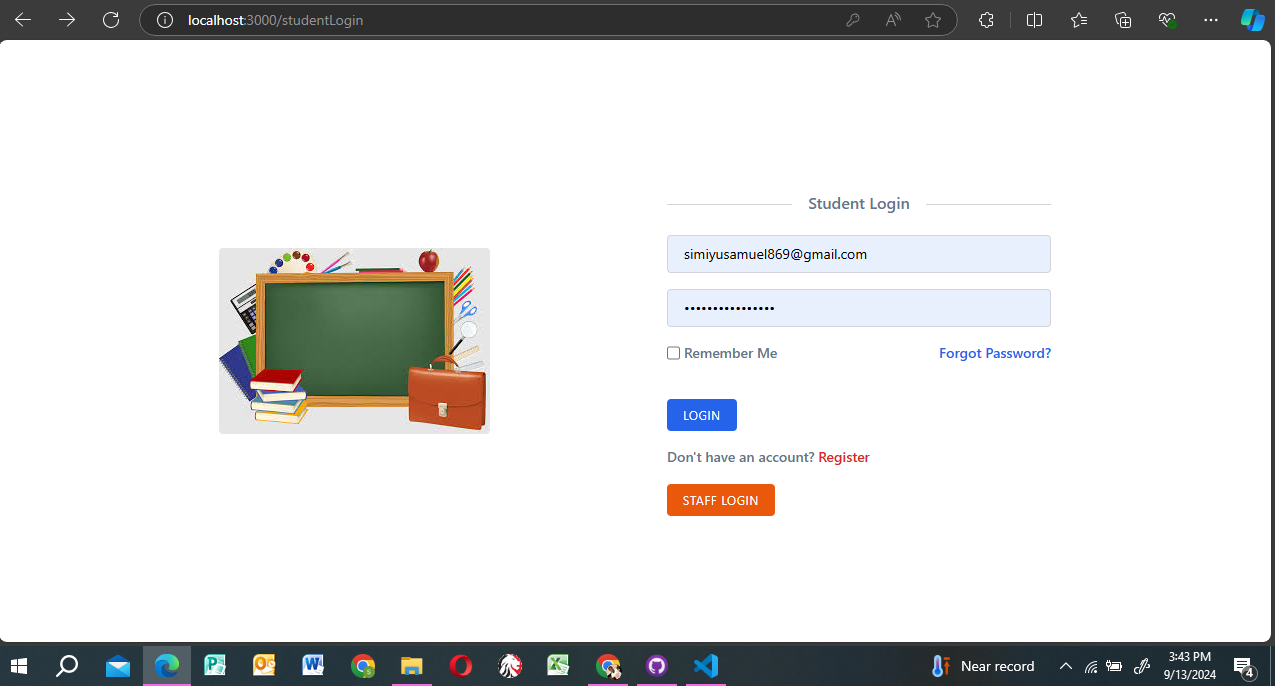 localhost:3000/studentLogin
Student Login
simiyusamuel869@gmail.com
••••••••••••••••
Remember Me
Forgot Password?
LOGIN
Don't have an account? Register
STAFF LOGIN
Near record
3:43 PM
9/13/2024
4